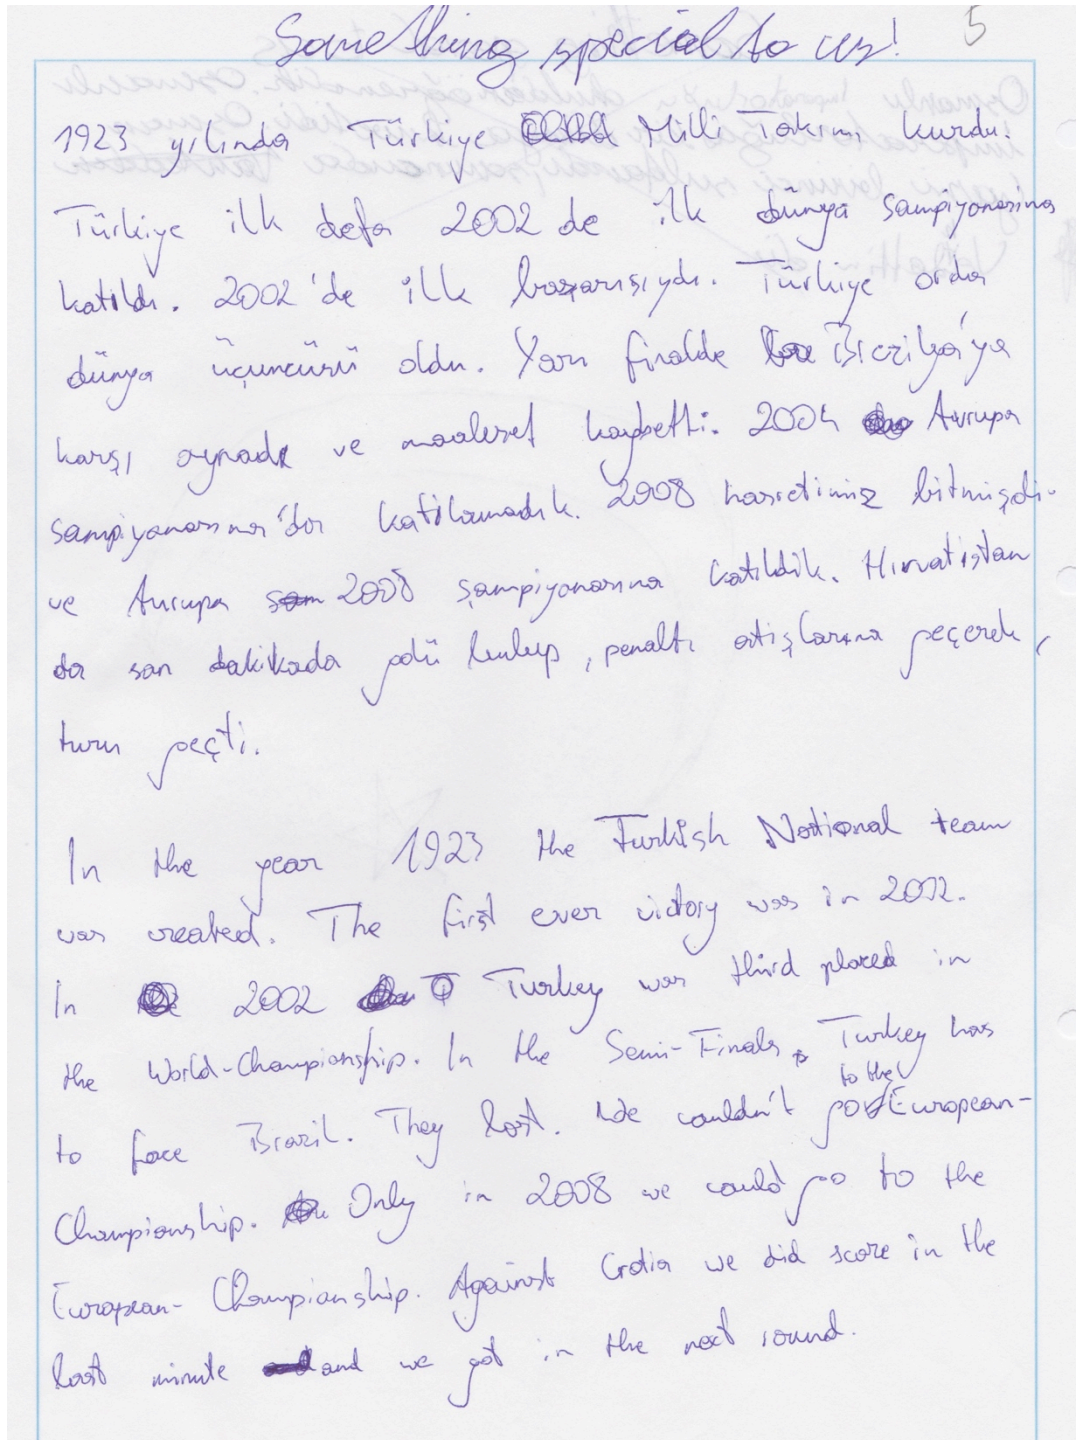 Something special to us! 5
1923 yılında Türkiye Milli Takımı kurdu.
Türkiye ilk defa 2002 de ilk dünya sampiyonasına
katıldı. 2002'de ilk başarısıydı. Türkiye orda
dünya üçüncüsü oldu. Yarı finalde Brezilya'ya
karşı oynadı ve maalesef kaybetti. 2004 Avrupa
sampiyonasına'da katılamadık. 2008 hasretimiz bitmişdi.
ve Avrupa 2008 şampiyonasına katıldık. Hırvatistan
da son dakikada golü bulup, penaltı atışlarına geçerek,
turu geçti.
In the year 1923 the Turkish National team
was created. The first ever victory was in 2002.
In 2002 Turkey was third placed in
the World-Championship. In the Semi-Finals, Turkey has
to face Brazil. They lost. We couldn't go to the European-
Championship. Only in 2008 we could go to the
European- Championship. Against Crotia we did score in the
last minute and we got in the next round.